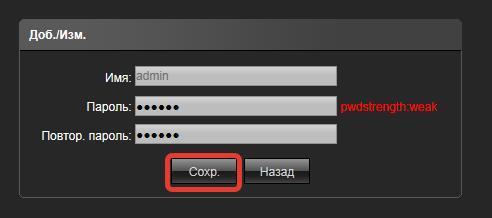 Доб./Изм.
Имя: admin
Пароль: ●●●●●● pwdstrength:weak
Повтор. пароль: ●●●●●●
Сохр. Назад